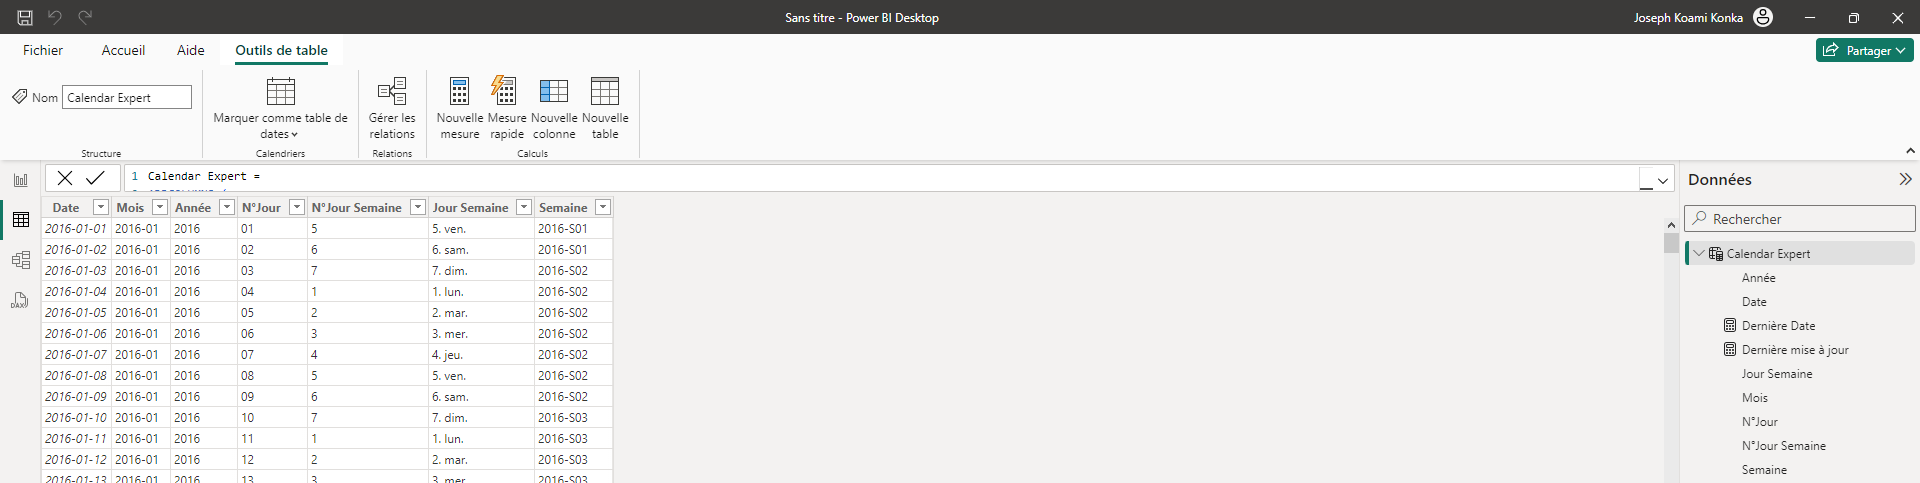 Sans titre - Power BI Desktop
Joseph Koami Konka
Fichier Accueil Aide Outils de table
Partager
Nom Calendar Expert
Marquer comme table de dates
Gérer les relations
Nouvelle mesure
Mesure rapide
Nouvelle colonne
Nouvelle table
Structure Calendriers Relations Calculs
1 Calendar Expert =
Données
Rechercher
Date Mois Année N°Jour N°Jour Semaine Jour Semaine Semaine
2016-01-01 2016-01 2016 01 5 5. ven. 2016-S01
2016-01-02 2016-01 2016 02 6 6. sam. 2016-S01
2016-01-03 2016-01 2016 03 7 7. dim. 2016-S02
2016-01-04 2016-01 2016 04 1 1. lun. 2016-S02
2016-01-05 2016-01 2016 05 2 2. mar. 2016-S02
2016-01-06 2016-01 2016 06 3 3. mer. 2016-S02
2016-01-07 2016-01 2016 07 4 4. jeu. 2016-S02
2016-01-08 2016-01 2016 08 5 5. ven. 2016-S02
2016-01-09 2016-01 2016 09 6 6. sam. 2016-S02
2016-01-10 2016-01 2016 10 7 7. dim. 2016-S03
2016-01-11 2016-01 2016 11 1 1. lun. 2016-S03
2016-01-12 2016-01 2016 12 2 2. mar. 2016-S03
2016-01-13 2016-01 2016 13 3 3. mer. 2016-S03
Calendar Expert
Année
Date
Dernière Date
Dernière mise à jour
Jour Semaine
Mois
N°Jour
N°Jour Semaine
Semaine
DAX